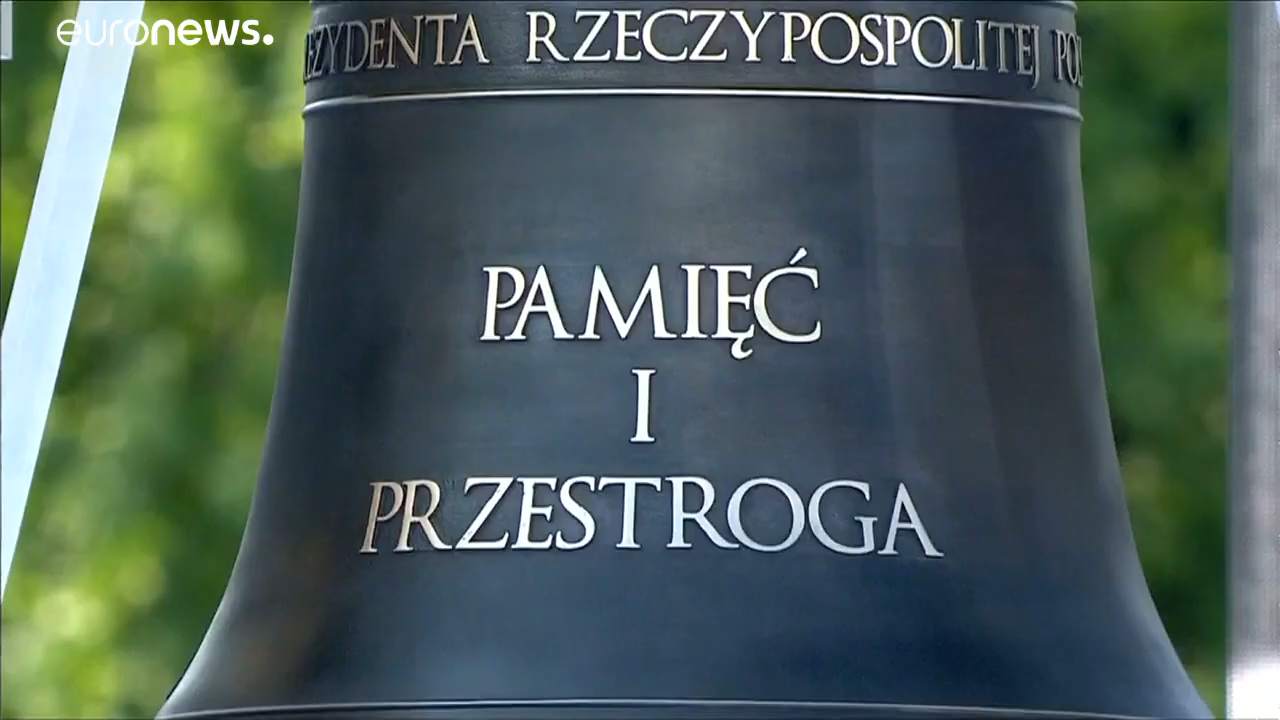 euronews.
RZECZYPOSPOLITEJ
PAMIĘĆ
I
PRZESTROGA